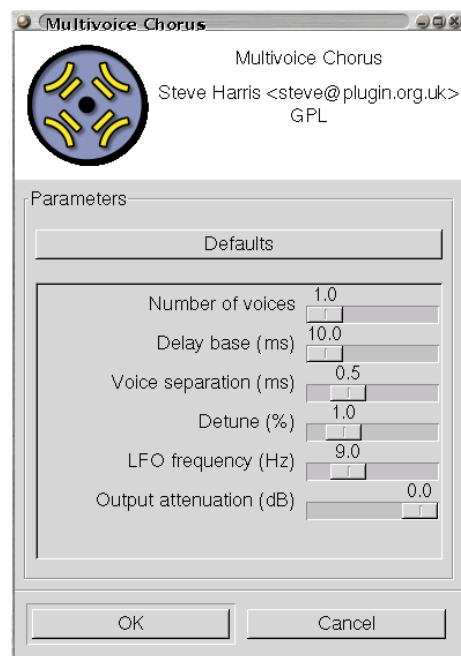 Multivoice Chorus
Multivoice Chorus
Steve Harris <steve@plugin.org.uk>
GPL
Parameters
Defaults
Number of voices 1.0
Delay base (ms) 10.0
Voice separation (ms) 0.5
Detune (%) 1.0
LFO frequency (Hz) 9.0
Output attenuation (dB) 0.0
OK Cancel